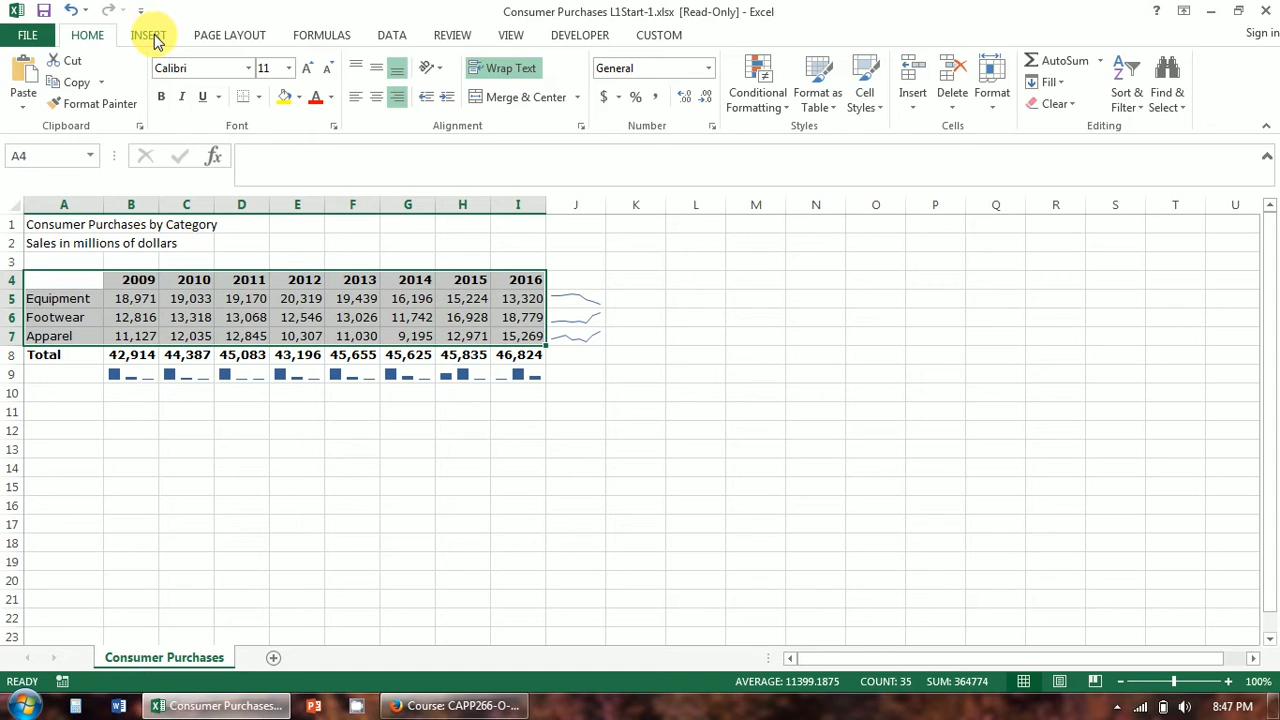 Consumer Purchases L1Start-1.xlsx [Read-Only] - Excel
?
FILE HOME INSERT PAGE LAYOUT FORMULAS DATA REVIEW VIEW DEVELOPER CUSTOM Sign in
Paste
Cut
Copy
Format Painter
Clipboard
Calibri 11
B I U
Font
Wrap Text
Merge & Center
Alignment
General
$ % ,
Number
Conditional Formatting
Format as Table
Cell Styles
Styles
Insert Delete Format
Cells
AutoSum
Fill
Clear
Sort & Filter
Find & Select
Editing
A4
fx
A B C D E F G H I J K L M N O P Q R S T U
1 Consumer Purchases by Category
2 Sales in millions of dollars
3
4 2009 2010 2011 2012 2013 2014 2015 2016
5 Equipment 18,971 19,033 19,170 20,319 19,439 16,196 15,224 13,320
6 Footwear 12,816 13,318 13,068 12,546 13,026 11,742 16,928 18,779
7 Apparel 11,127 12,035 12,845 10,307 11,030 9,195 12,971 15,269
8 Total 42,914 44,387 45,083 43,196 45,655 45,625 45,835 46,824
9
10
11
12
13
14
15
16
17
18
19
20
21
22
23
Consumer Purchases
READY AVERAGE: 11399.1875 COUNT: 35 SUM: 364774 100%
Consumer Purchases... Course: CAPP266-O-... 8:47 PM